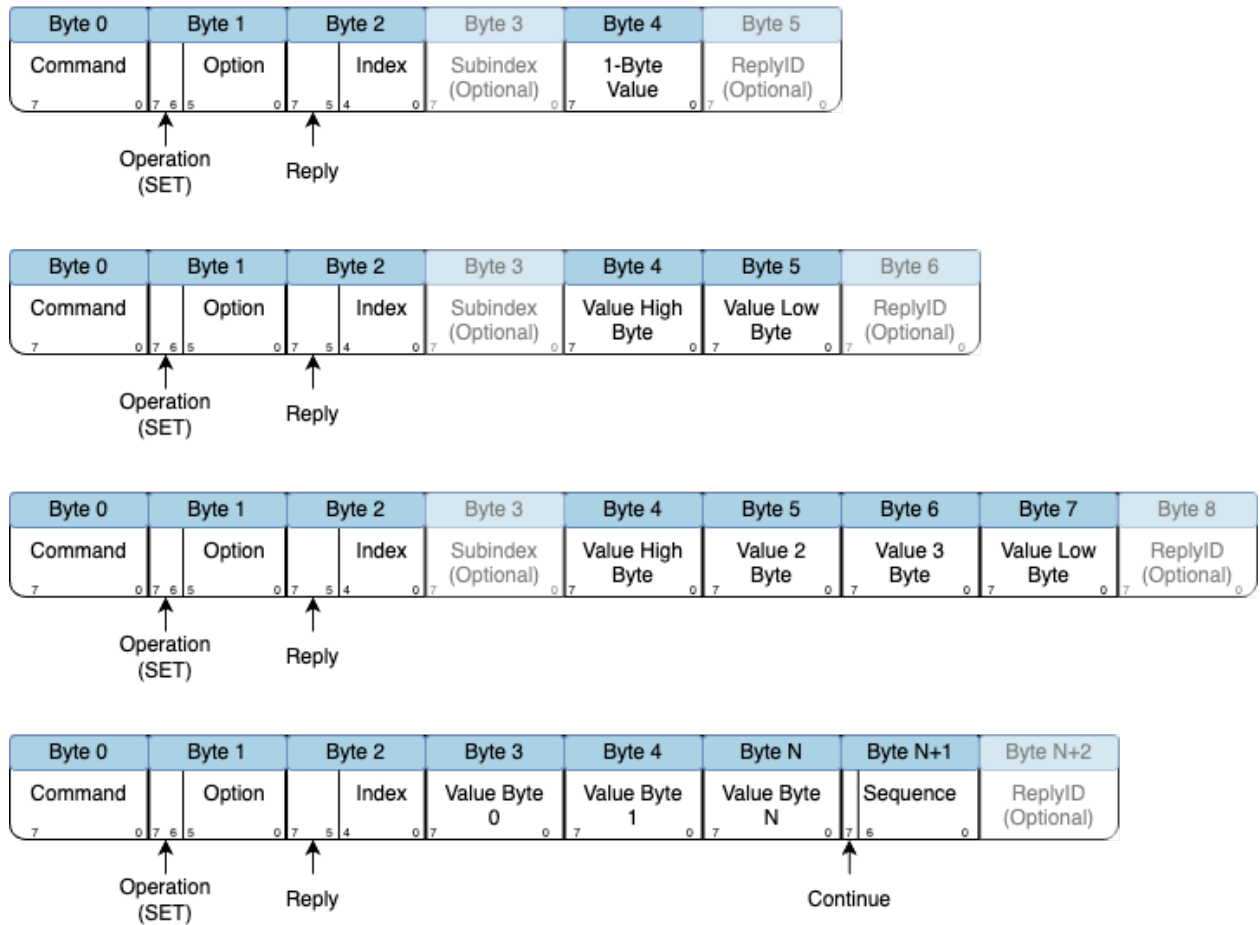 Byte 0 Byte 1 Byte 2 Byte 3 Byte 4 Byte 5
Command Option Index Subindex 1-Byte ReplyID
(Optional) Value (Optional)
7 0 7 6 5 0 7 5 4 0 7 0 7 0 7 0
Operation
(SET)
Reply
Byte 0 Byte 1 Byte 2 Byte 3 Byte 4 Byte 5 Byte 6
Command Option Index Subindex Value High Value Low ReplyID
(Optional) Byte Byte (Optional)
7 0 7 6 5 0 7 5 4 0 7 0 7 0 7 0 7 0
Operation
(SET)
Reply
Byte 0 Byte 1 Byte 2 Byte 3 Byte 4 Byte 5 Byte 6 Byte 7 Byte 8
Command Option Index Subindex Value High Value 2 Value 3 Value Low ReplyID
(Optional) Byte Byte Byte Byte (Optional)
7 0 7 6 5 0 7 5 4 0 7 0 7 0 7 0 7 0 7 0 7 0
Operation
(SET)
Reply
Byte 0 Byte 1 Byte 2 Byte 3 Byte 4 Byte N Byte N+1 Byte N+2
Command Option Index Value Byte Value Byte Value Byte Sequence ReplyID
0 1 N (Optional)
7 0 7 6 5 0 7 5 4 0 7 0 7 0 7 0 7 6 0
Operation
(SET)
Reply
Continue